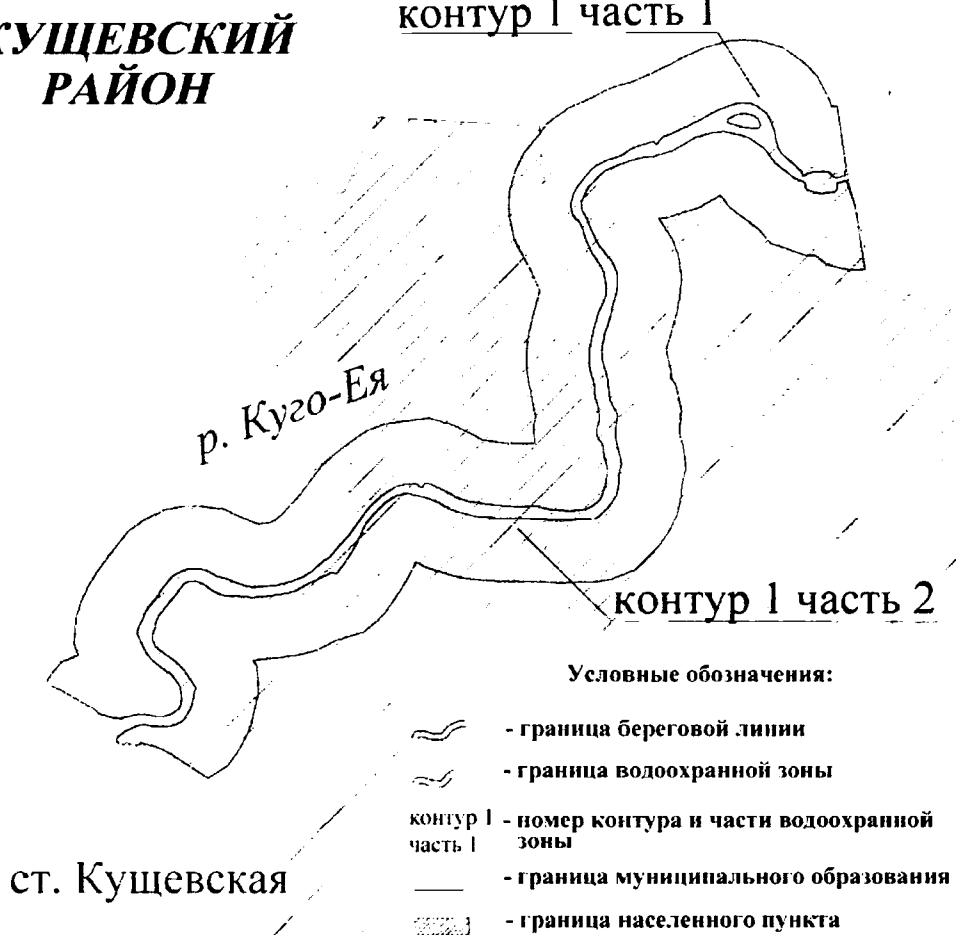 КУЩЕВСКИЙ
РАЙОН
контур 1 часть 1
р. Куго-Ея
контур 1 часть 2
Условные обозначения:
- граница береговой линии
- граница водоохранной зоны
контур 1 - номер контура и части водоохранной
часть 1 зоны
- граница муниципального образования
- граница населенного пункта
ст. Кущевская